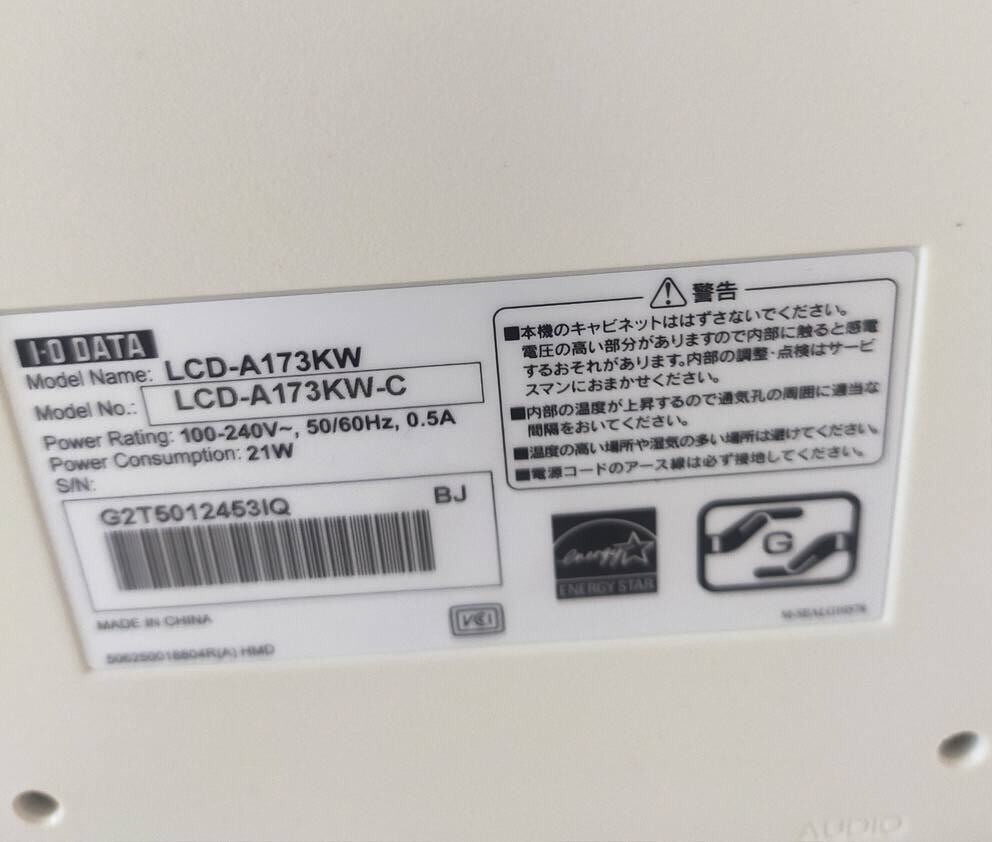 I-O DATA
Model Name: LCD-A173KW
Model No.: LCD-A173KW-C
Power Rating: 100-240V~, 50/60Hz, 0.5A
Power Consumption: 21W
S/N:
G2T5012453IQ
BJ
MADE IN CHINA
506250018804R(A) HMD
VCI
警告
■本機のキャビネットははずさないでください。
電圧の高い部分がありますので内部に触ると感電
するおそれがあります。内部の調整・点検はサービ
スマンにおまかせください。
■内部の温度が上昇するので通気孔の周囲に適当な
間隔をおいてください。
■温度の高い場所や湿気の多い場所は避けてください。
■電源コードのアース線は必ず接地してください。
energy
ENERGY STAR
G
AUDIO